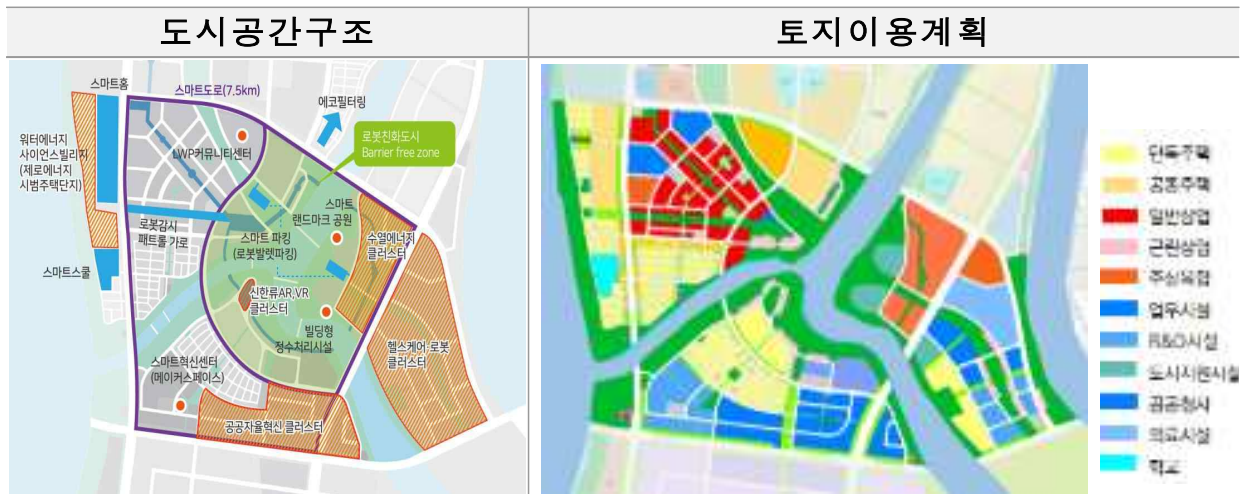 도시공간구조
토지이용계획
스마트홈
스마트도로(7.5km)
에코필터링
워터에너지
사이언스빌리지
(제로에너지
시범주택단지)
LWP커뮤니티센터
로봇친화도시
Barrier free zone
로봇감시
패트롤 가로
스마트
랜드마크 공원
스마트 파킹
(로봇발렛파킹)
수열에너지
클러스터
스마트스쿨
신한류AR,VR
클러스터
빌딩형
정수처리시설
헬스케어·로봇
클러스터
스마트혁신센터
(메이커스페이스)
공공자율혁신 클러스터
단독주택
공동주택
일반상업
근린상업
주상복합
업무시설
R&D시설
도시지원시설
공공청사
의료시설
학교